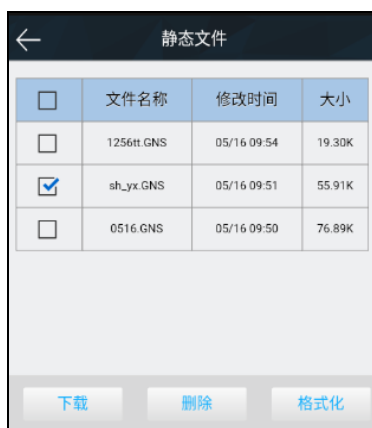 静态文件
文件名称 修改时间 大小
1256tt.GNS 05/16 09:54 19.30K
sh_yx.GNS 05/16 09:51 55.91K
0516.GNS 05/16 09:50 76.89K
下载 删除 格式化